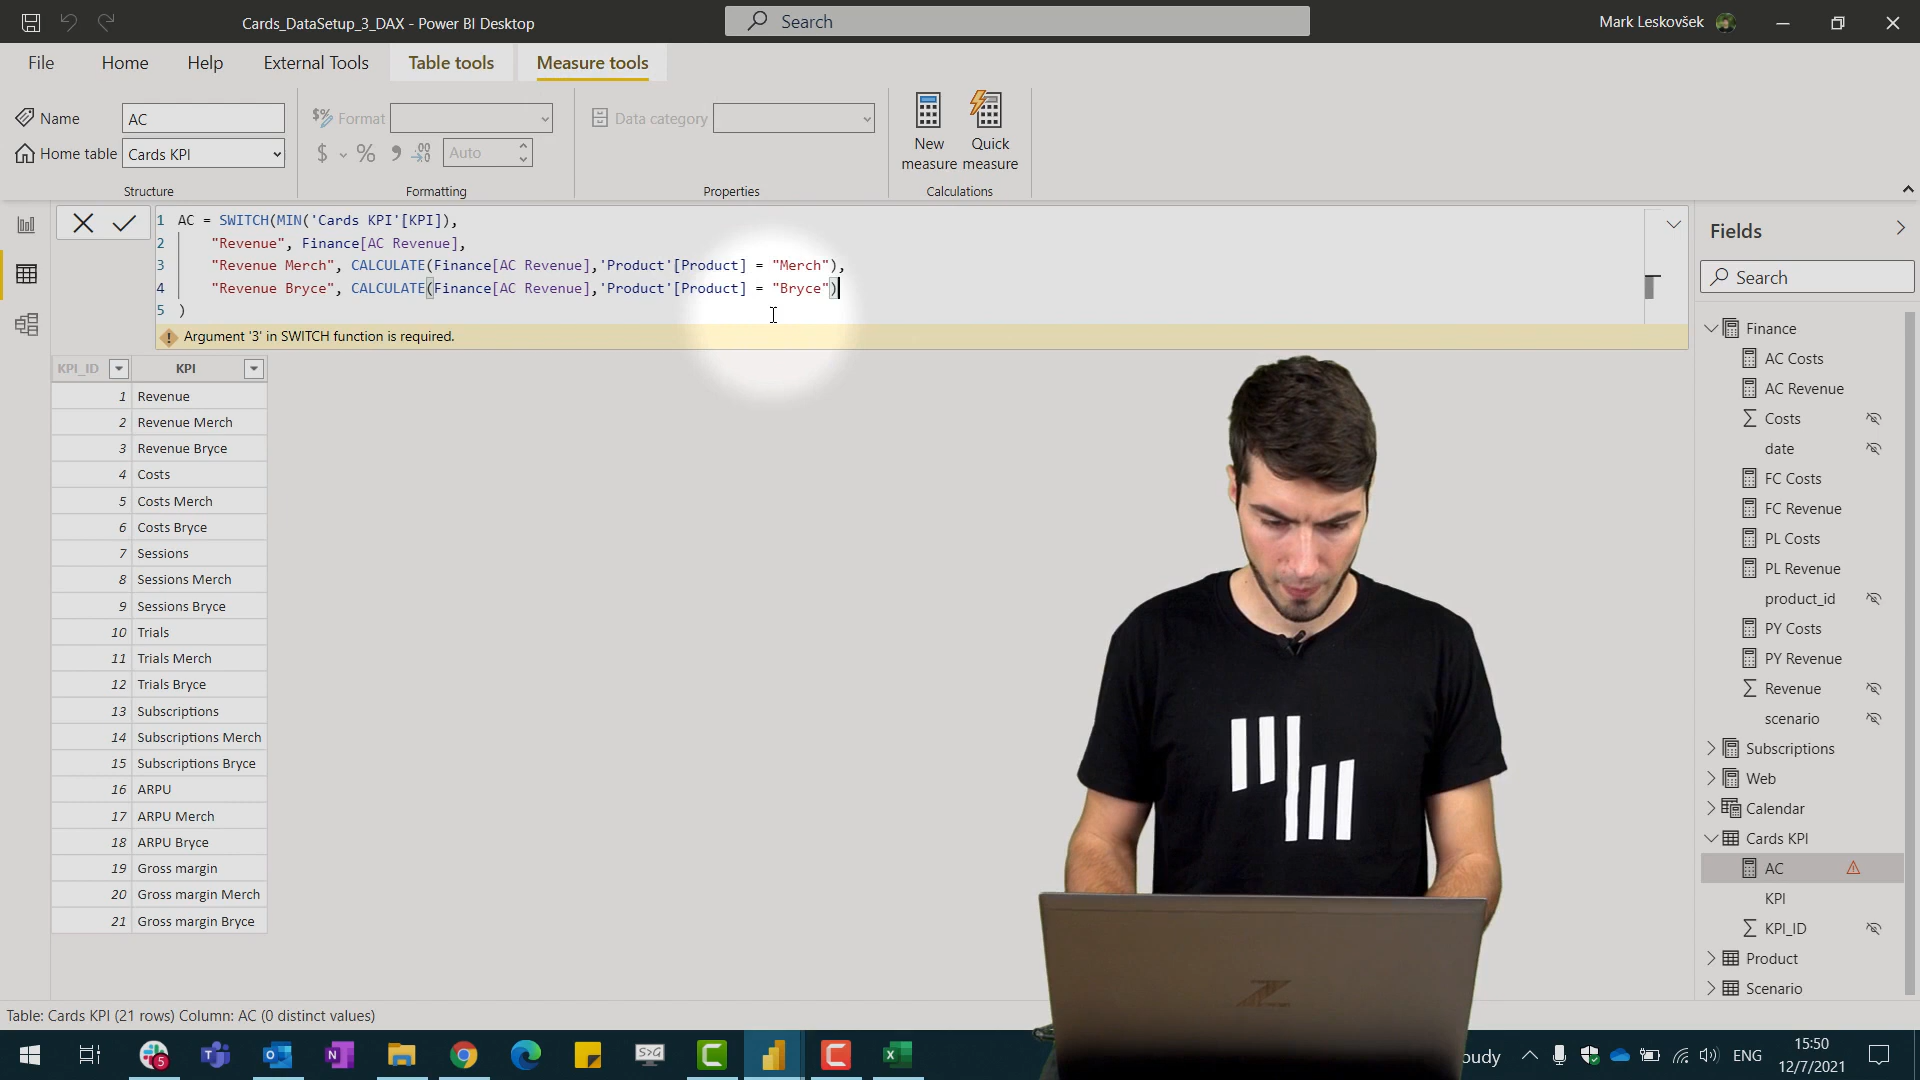 Cards_DataSetup_3_DAX - Power BI Desktop
Search
Mark Leskovšek
File
Home
Help
External Tools
Table tools
Measure tools
Name
AC
Home table
Cards KPI
Structure
Format
$
%
Auto
Formatting
Data category
Properties
New measure
Quick measure
Calculations
1 AC = SWITCH(MIN('Cards KPI'[KPI]),
2 "Revenue", Finance[AC Revenue],
3 "Revenue Merch", CALCULATE(Finance[AC Revenue],'Product'[Product] = "Merch"),
4 "Revenue Bryce", CALCULATE(Finance[AC Revenue],'Product'[Product] = "Bryce")
5 )
Argument '3' in SWITCH function is required.
KPI_ID KPI
1 Revenue
2 Revenue Merch
3 Revenue Bryce
4 Costs
5 Costs Merch
6 Costs Bryce
7 Sessions
8 Sessions Merch
9 Sessions Bryce
10 Trials
11 Trials Merch
12 Trials Bryce
13 Subscriptions
14 Subscriptions Merch
15 Subscriptions Bryce
16 ARPU
17 ARPU Merch
18 ARPU Bryce
19 Gross margin
20 Gross margin Merch
21 Gross margin Bryce
Fields
Search
Finance
AC Costs
AC Revenue
Costs
date
FC Costs
FC Revenue
PL Costs
PL Revenue
product_id
PY Costs
PY Revenue
Revenue
scenario
Subscriptions
Web
Calendar
Cards KPI
AC
KPI
KPI_ID
Product
Scenario
Table: Cards KPI (21 rows) Column: AC (0 distinct values)
5
S>G
oudy
ENG
15:50
12/7/2021